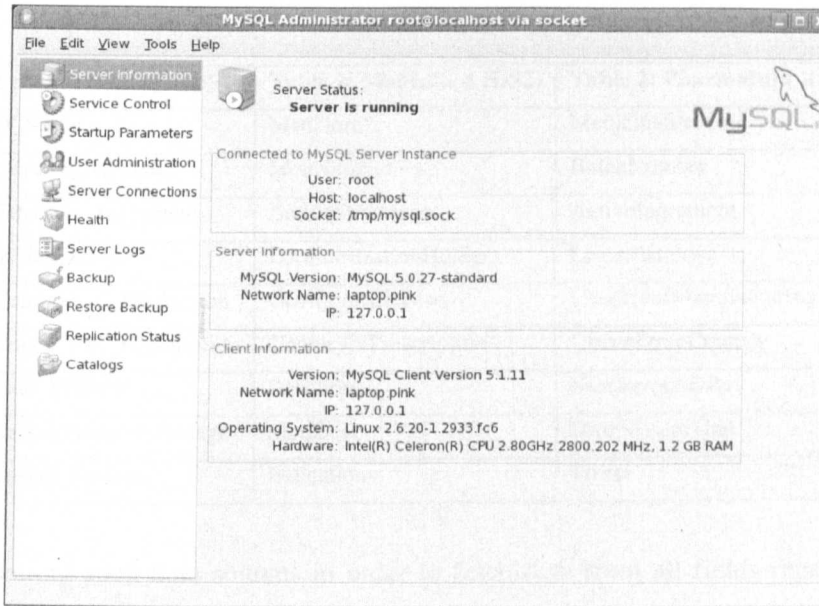 MySQL Administrator root@localhost via socket
File Edit View Tools Help
Server Information
Service Control
Startup Parameters
User Administration
Server Connections
Health
Server Logs
Backup
Restore Backup
Replication Status
Catalogs
Server Status:
Server is running
MySQL
Connected to MySQL Server Instance
User: root
Host: localhost
Socket: /tmp/mysql.sock
Server Information
MySQL Version: MySQL 5.0.27-standard
Network Name: laptop.pink
IP: 127.0.0.1
Client Information
Version: MySQL Client Version 5.1.11
Network Name: laptop.pink
IP: 127.0.0.1
Operating System: Linux 2.6.20-1.2933.fc6
Hardware: Intel(R) Celeron(R) CPU 2.80GHz 2800.202 MHz, 1.2 GB RAM